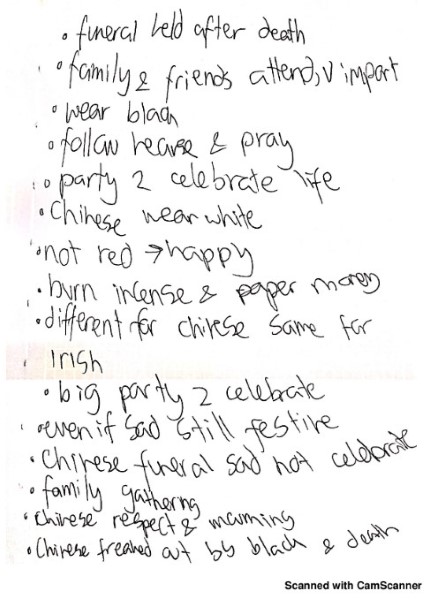 • funeral held after death
• family & friends attend, v import
• wear black
• follow hearse & pray
• party 2 celebrate life
• Chinese wear white
• not red → happy
• burn incense & paper money
• different for chinese same for
Irish
• big party 2 celebrate
• even if sad still festive
• Chinese funeral sad not celebrate
• family gathering
• Chinese respect & mourning
• Chinese freaked out by black & death
Scanned with CamScanner